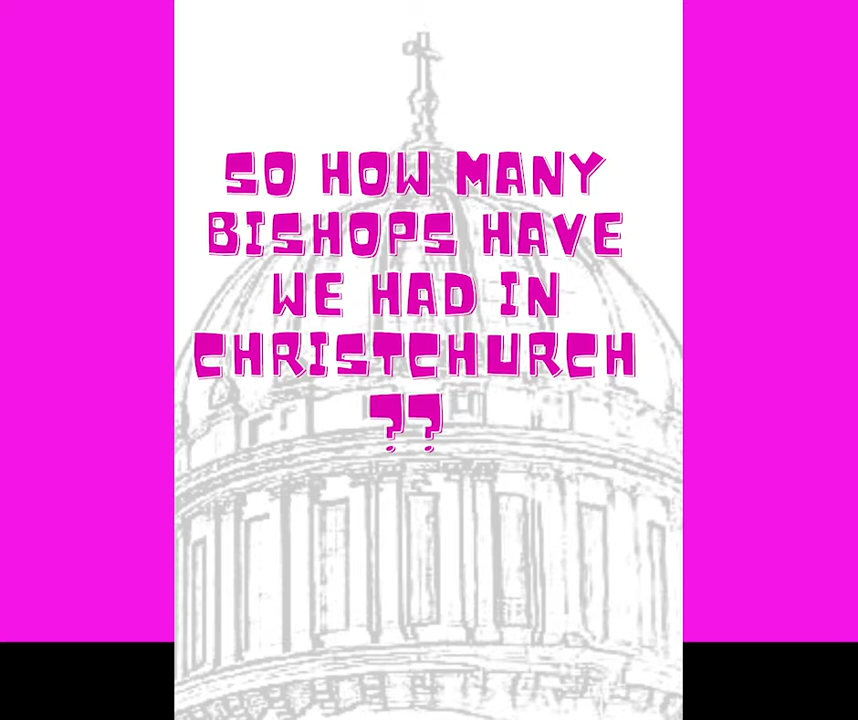 SO HOW MANY
BISHOPS HAVE
WE HAD IN
CHRISTCHURCH
??